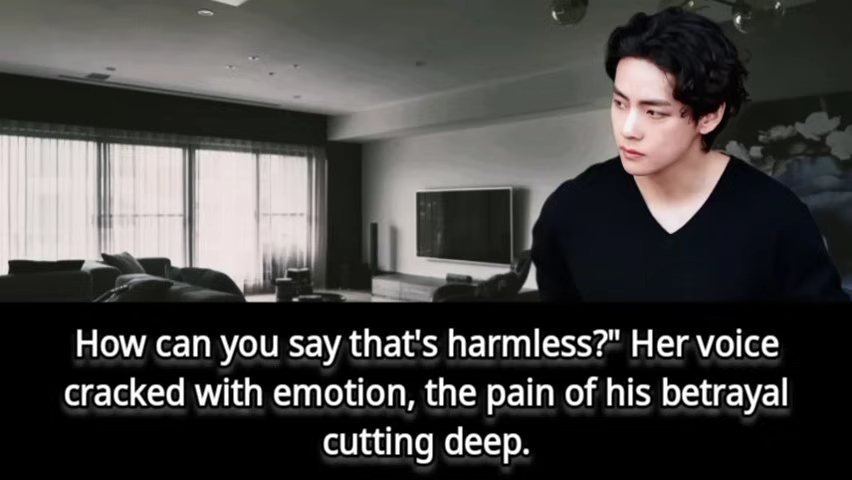 How can you say that's harmless?" Her voice
cracked with emotion, the pain of his betrayal
cutting deep.